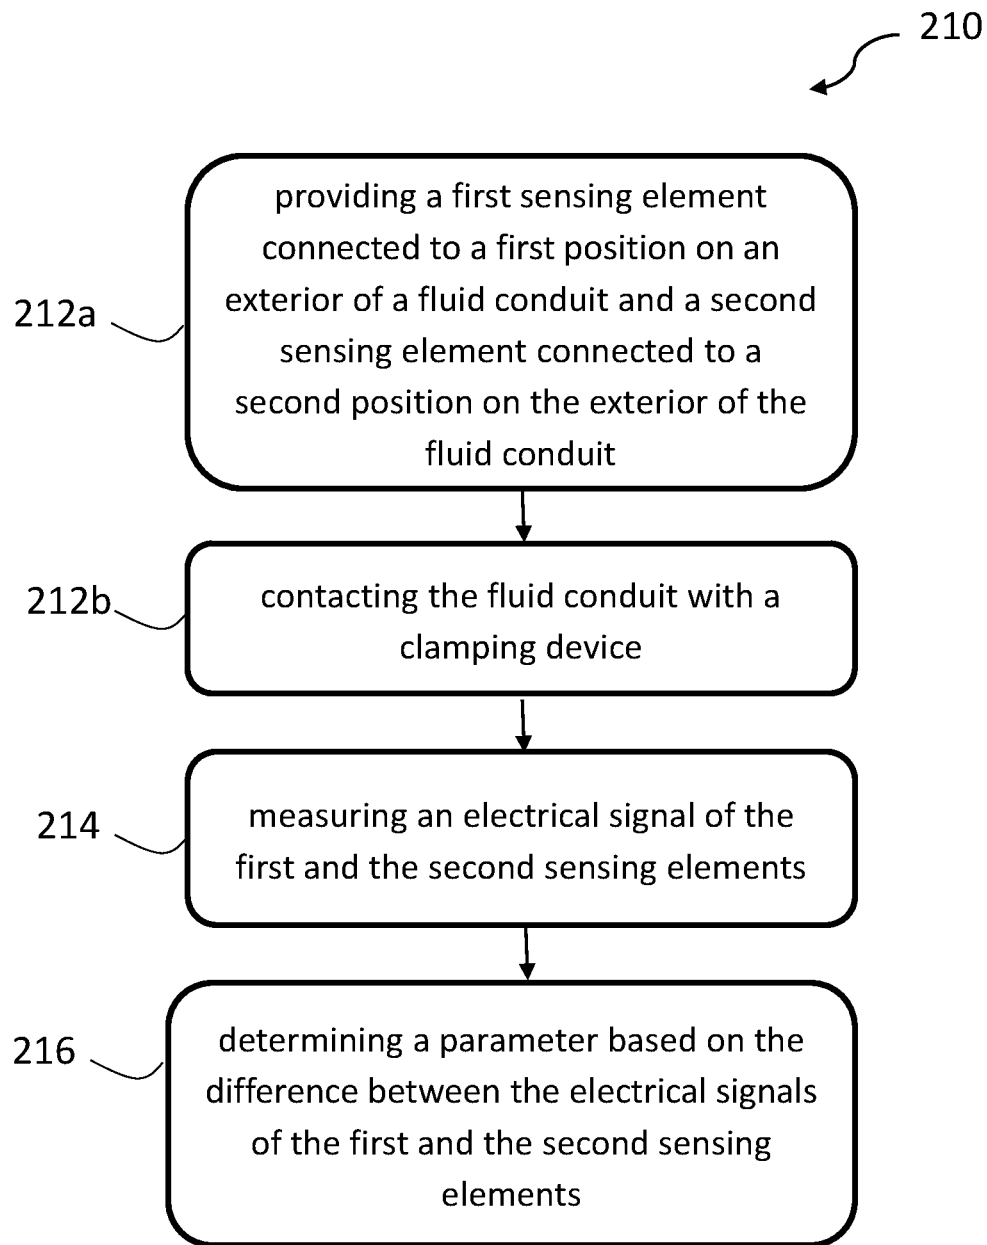 210
providing a first sensing element
connected to a first position on an
exterior of a fluid conduit and a second
sensing element connected to a
second position on the exterior of the
fluid conduit
212a
contacting the fluid conduit with a
clamping device
212b
measuring an electrical signal of the
first and the second sensing elements
214
determining a parameter based on the
difference between the electrical signals
of the first and the second sensing
elements
216